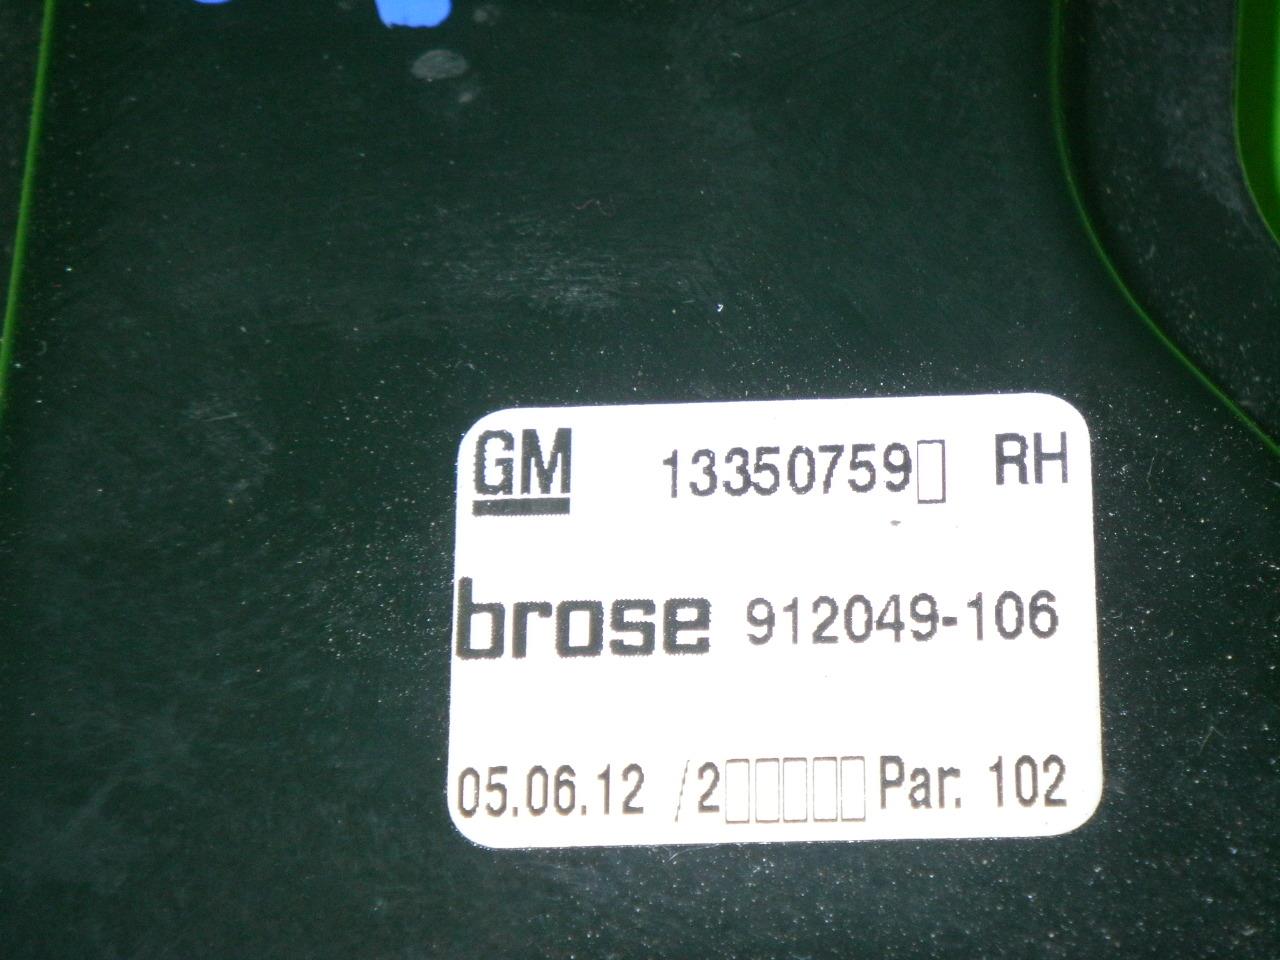 GM 13350759▯ RH
brose 912049-106
05.06.12 /2▯▯▯▯▯ Par. 102